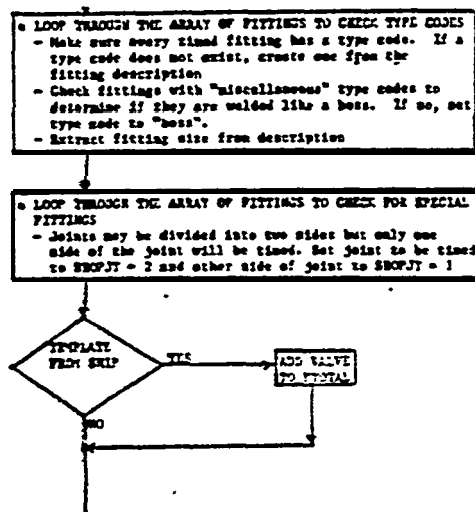 • LOOP THROUGH THE ARRAY OF FITTINGS TO CHECK TYPE CODES
- Make sure every timed fitting has a type code. If a
type code does not exist, create one from the
fitting description
- Check fittings with "miscellaneous" type codes to
determine if they are welded like a boss. If so, set
type code to "boss".
- Extract fitting size from description
• LOOP THROUGH THE ARRAY OF FITTINGS TO CHECK FOR SPECIAL
FITTINGS
- Joints may be divided into two sides but only one
side of the joint will be timed. Set joint to be timed
to SHOPJT = 2 and other side of joint to SHOPJT = 1
TEMPLATE
FROM SHIP
YES
ADD VALVE
TO
NO